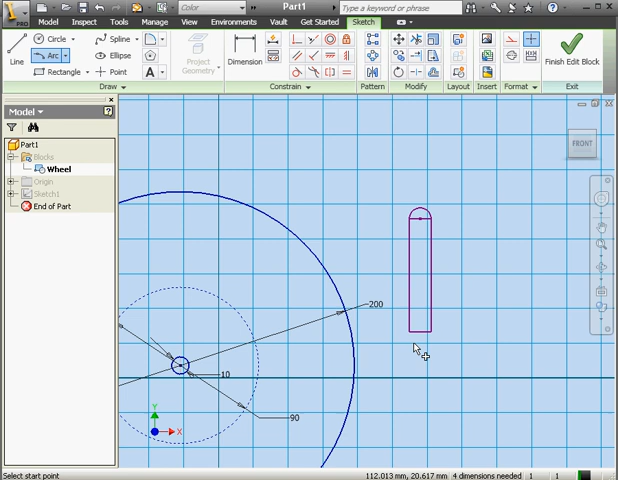 PRO
Color
Part1
Type a keyword or phrase
Model Inspect Tools Manage View Environments Vault Get Started Sketch
Line
Circle
Arc
Rectangle
Spline
Ellipse
Point
A
Project
Geometry
Dimension
Pattern
Modify
Layout
Insert
Format
Finish Edit Block
Draw
Constrain
Exit
Model
Part1
Blocks
Wheel
Origin
Sketch1
End of Part
FRONT
200
10
90
Y
X
Select start point
112.013 mm, 20.617 mm
4 dimensions needed
1
1